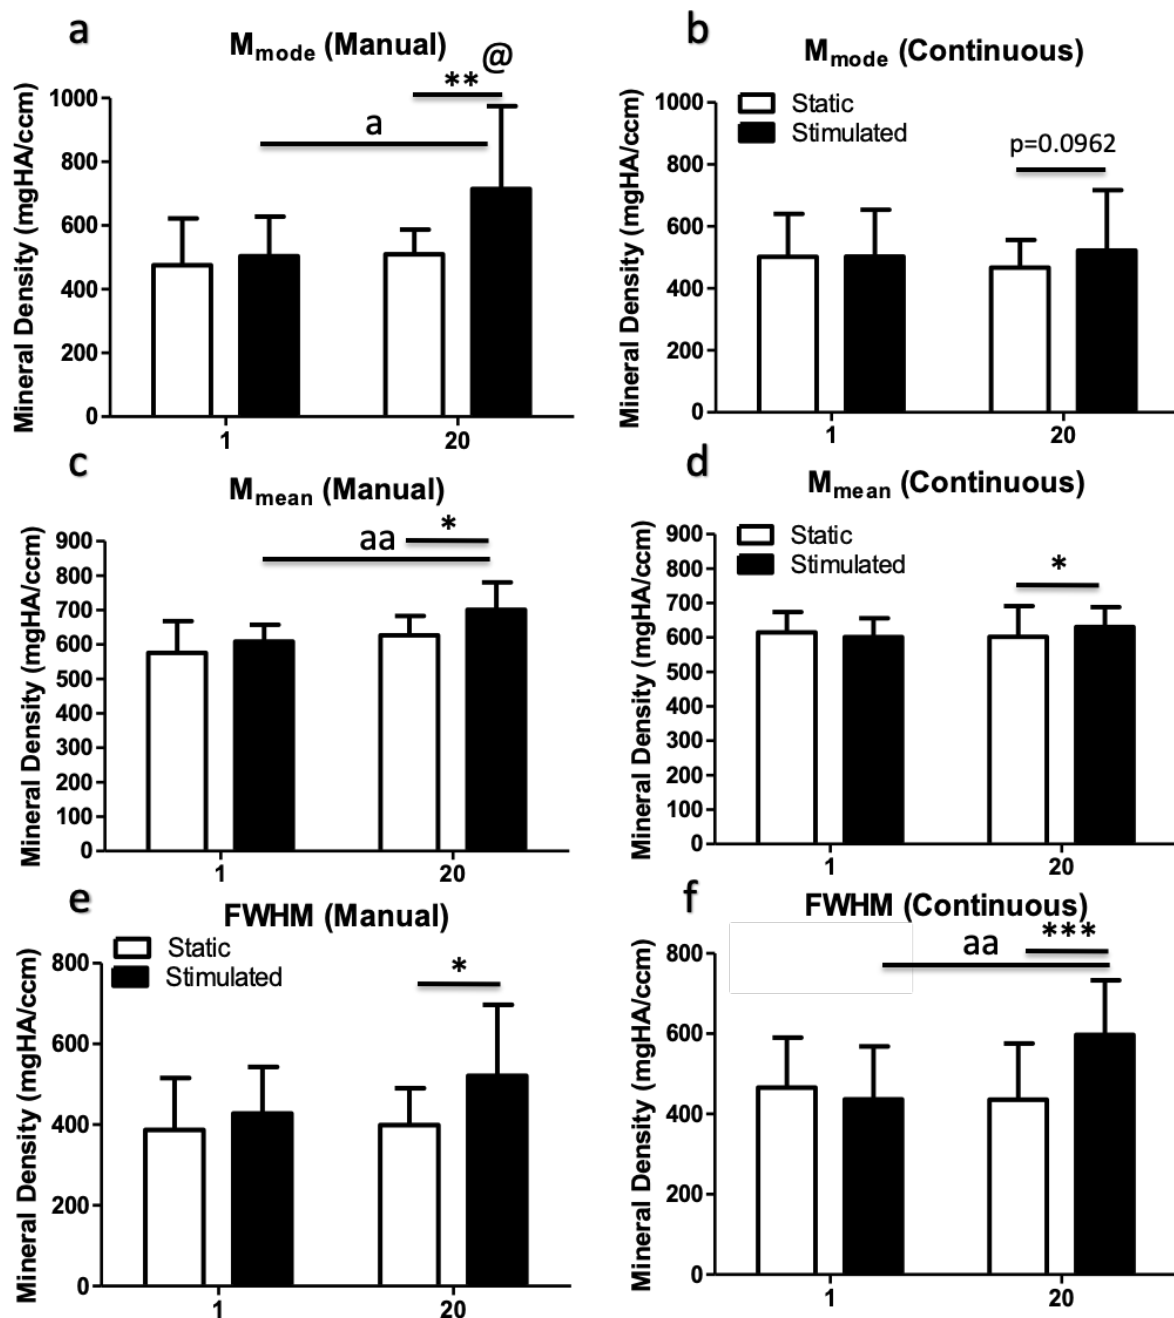 a
M_mode (Manual)
@
**
a
Mineral Density (mgHA/ccm)
1000
800
600
400
200
0
1
20
b
M_mode (Continuous)
Static
Stimulated
p=0.0962
Mineral Density (mgHA/ccm)
1000
800
600
400
200
0
1
20
c
M_mean (Manual)
*
aa
Mineral Density (mgHA/ccm)
900
800
700
600
500
400
300
200
100
0
1
20
d
M_mean (Continuous)
Static
Stimulated
*
Mineral Density (mgHA/ccm)
900
800
700
600
500
400
300
200
100
0
1
20
e
FWHM (Manual)
Static
Stimulated
*
Mineral Density (mgHA/ccm)
800
600
400
200
0
1
20
f
FWHM (Continuous)
***
aa
Mineral Density (mgHA/ccm)
800
600
400
200
0
1
20